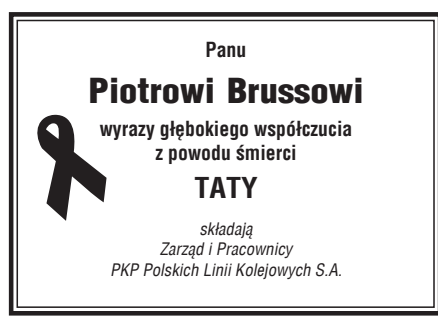 Panu
Piotrowi Brussowi
wyrazy głębokiego współczucia
z powodu śmierci
TATY
składają
Zarząd i Pracownicy
PKP Polskich Linii Kolejowych S.A.